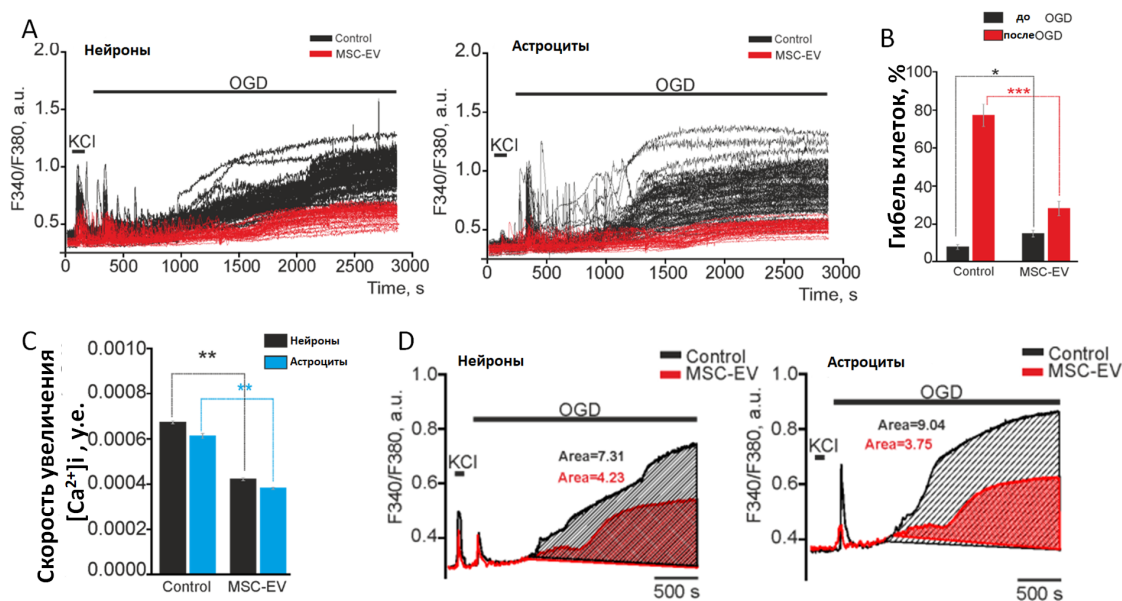 A
Нейроны
Control
MSC-EV
OGD
KCl
F340/F380, a.u.
2.0
1.5
1.0
0.5
0
500
1000
1500
2000
2500
3000
Time, s
Астроциты
Control
MSC-EV
OGD
KCl
F340/F380, a.u.
2.0
1.5
1.0
0.5
0
500
1000
1500
2000
2500
3000
Time, s
B
до OGD
послеOGD
Гибель клеток, %
100
80
60
40
20
0
*
***
Control
MSC-EV
C
Нейроны
Астроциты
Скорость увеличения
[Ca²⁺]i , у.е.
0.0010
0.0008
0.0006
0.0004
0.0002
0.0000
**
**
Control
MSC-EV
D
Нейроны
Control
MSC-EV
OGD
KCl
F340/F380, a.u.
1.0
0.8
0.6
0.4
Area=7.31
Area=4.23
500 s
Астроциты
Control
MSC-EV
OGD
KCl
F340/F380, a.u.
1.0
0.8
0.6
0.4
Area=9.04
Area=3.75
500 s